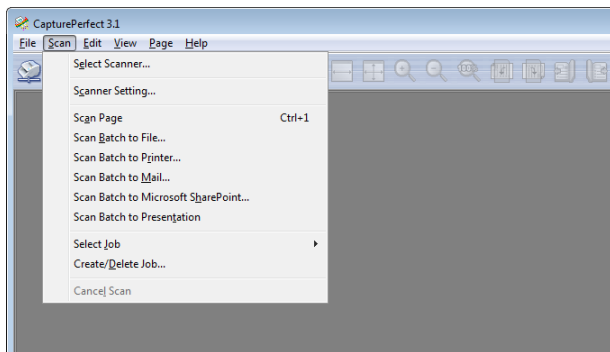 CapturePerfect 3.1
File Scan Edit View Page Help
Select Scanner...
Scanner Setting...
Scan Page Ctrl+1
Scan Batch to File...
Scan Batch to Printer...
Scan Batch to Mail...
Scan Batch to Microsoft SharePoint...
Scan Batch to Presentation
Select Job
Create/Delete Job...
Cancel Scan